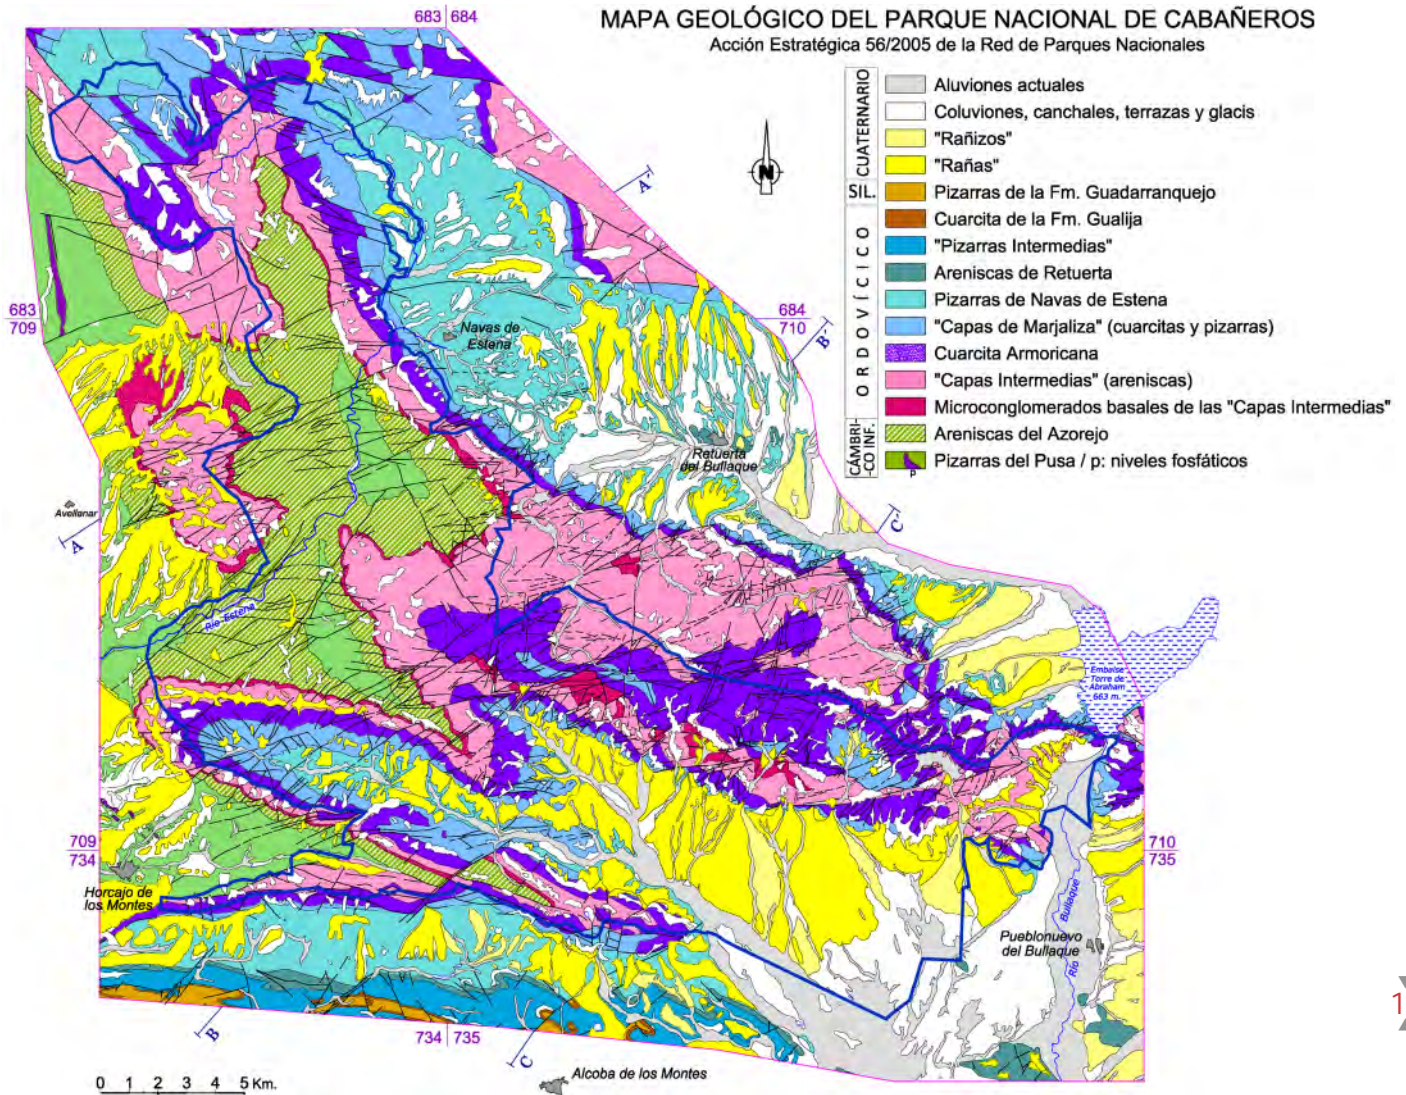 MAPA GEOLÓGICO DEL PARQUE NACIONAL DE CABAÑEROS
Acción Estratégica 56/2005 de la Red de Parques Nacionales
683 684
CUATERNARIO
Aluviones actuales
Coluviones, canchales, terrazas y glacis
"Rañizos"
"Rañas"
SIL.
Pizarras de la Fm. Guadarranquejo
Cuarcita de la Fm. Gualija
ORDOVÍCICO
"Pizarras Intermedias"
Areniscas de Retuerta
Pizarras de Navas de Estena
"Capas de Marjaliza" (cuarcitas y pizarras)
Cuarcita Armoricana
"Capas Intermedias" (areniscas)
Microconglomerados basales de las "Capas Intermedias"
CÁMBRI-
-CO INF.
Areniscas del Azorejo
Pizarras del Pusa / p: niveles fosfáticos
P
N
A'
683
709
684
710
B'
Navas de
Estena
Retuerta
del Bullaque
Avellanar
A
C'
Río Estena
Embalse
Torre de
Abraham
663 m.
709
734
710
735
Horcajo de
los Montes
Río Bullaque
Pueblonuevo
del Bullaque
B
734 735
C
1
0 1 2 3 4 5 Km.
Alcoba de los Montes